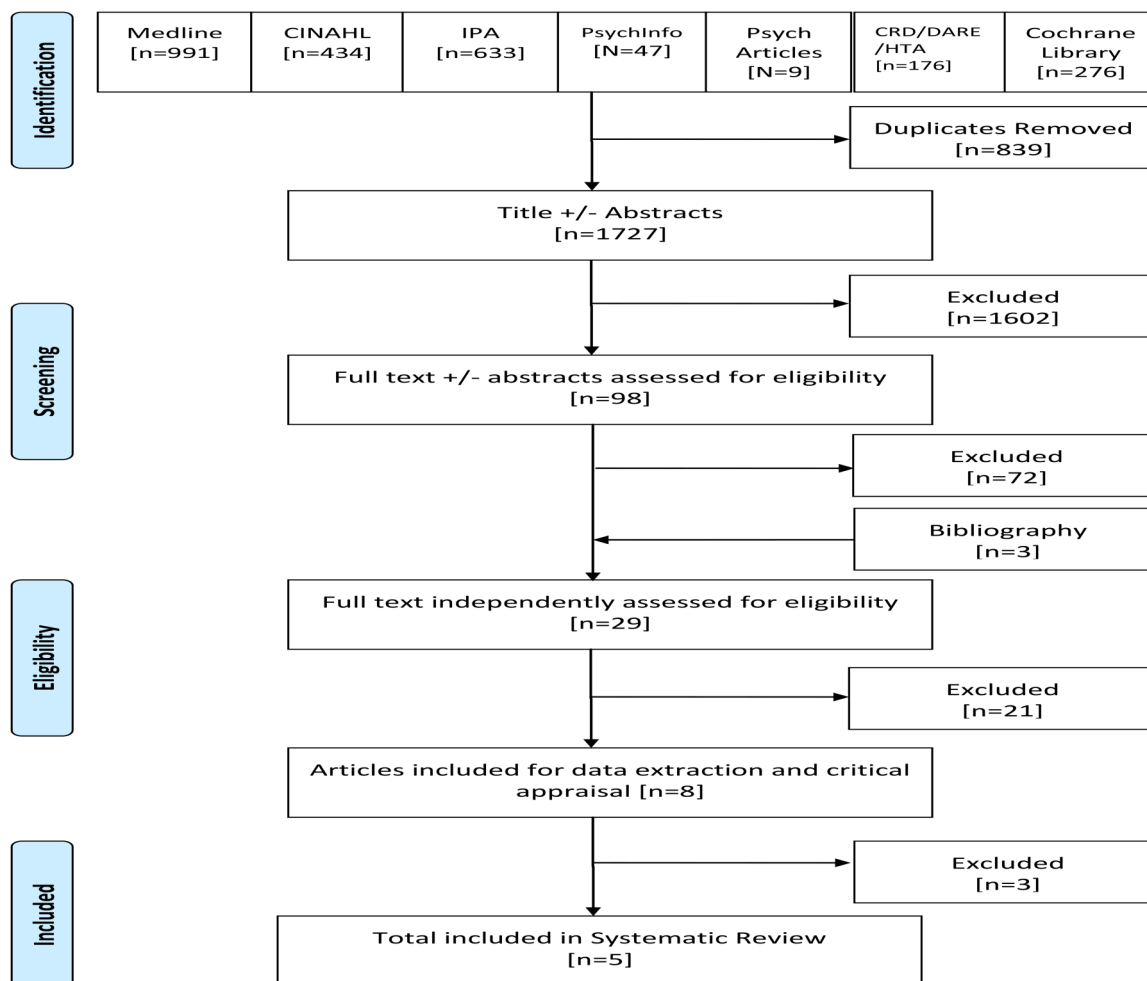 Identification
Medline
[n=991]
CINAHL
[n=434]
IPA
[n=633]
PsychInfo
[N=47]
Psych
Articles
[N=9]
CRD/DARE
/HTA
[n=176]
Cochrane
Library
[n=276]
Duplicates Removed
[n=839]
Title +/- Abstracts
[n=1727]
Screening
Excluded
[n=1602]
Full text +/- abstracts assessed for eligibility
[n=98]
Excluded
[n=72]
Bibliography
[n=3]
Eligibility
Full text independently assessed for eligibility
[n=29]
Excluded
[n=21]
Articles included for data extraction and critical
appraisal [n=8]
Included
Excluded
[n=3]
Total included in Systematic Review
[n=5]